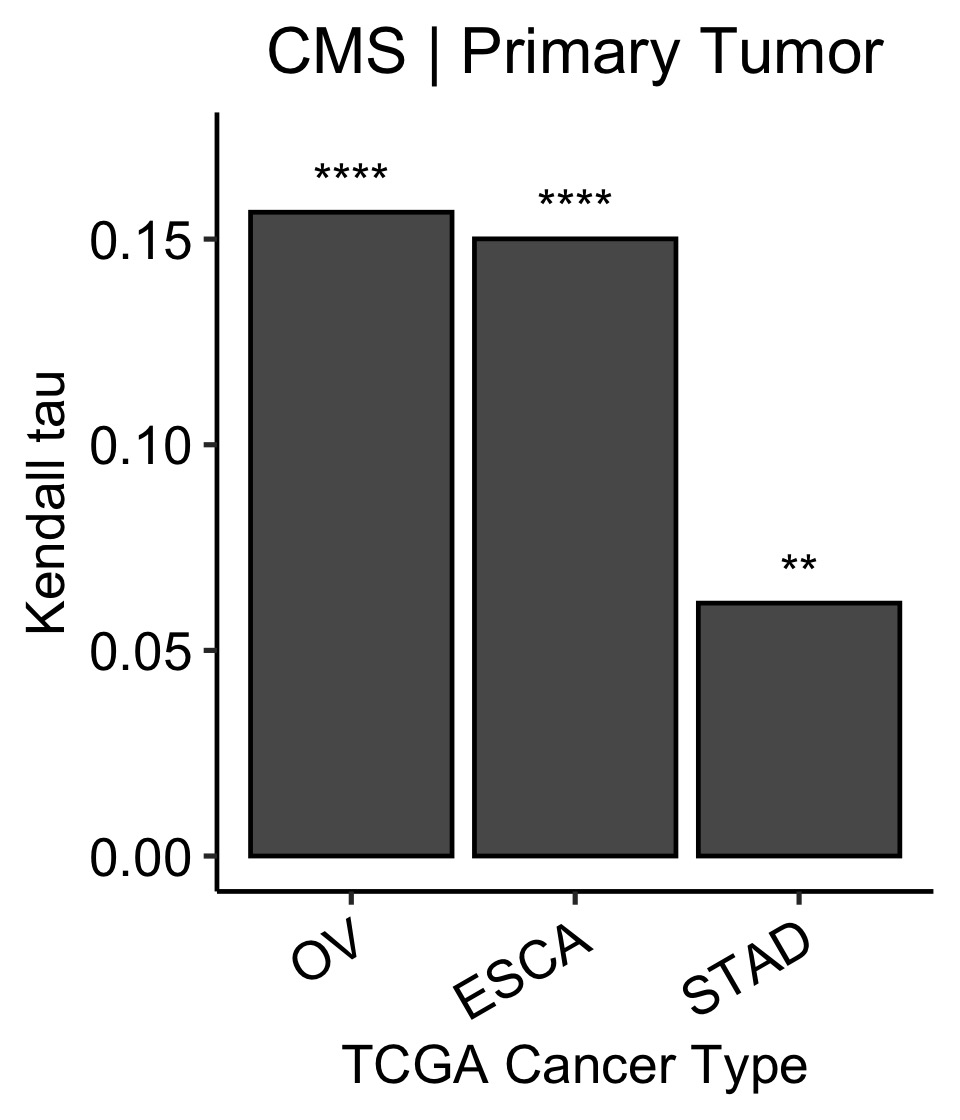 CMS | Primary Tumor
****
****
**
0.15
0.10
0.05
0.00
Kendall tau
OV
ESCA
STAD
TCGA Cancer Type